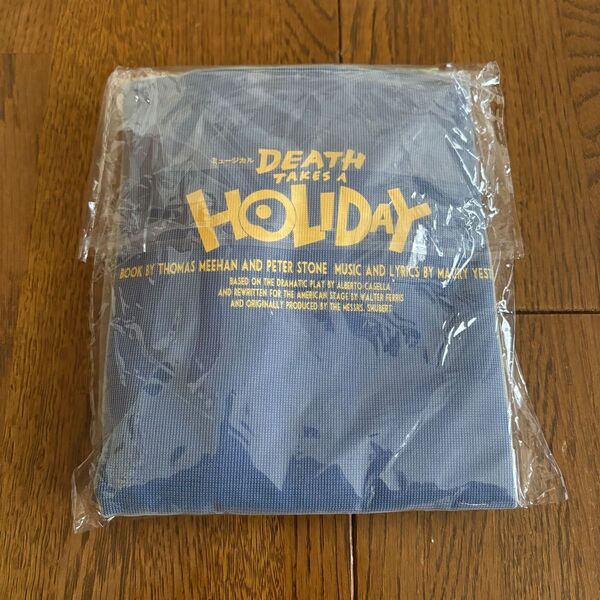 ミュージカル DEATH
TAKES A
HOLIDAY
BOOK BY THOMAS MEEHAN AND PETER STONE MUSIC AND LYRICS BY MAURY YEST
BASED ON THE DRAMATIC PLAY BY ALBERTO CASELLA
AND REWRITTEN FOR THE AMERICAN STAGE BY WALTER FERRIS
AND ORIGINALLY PRODUCED BY THE MESSRS. SHUBERT